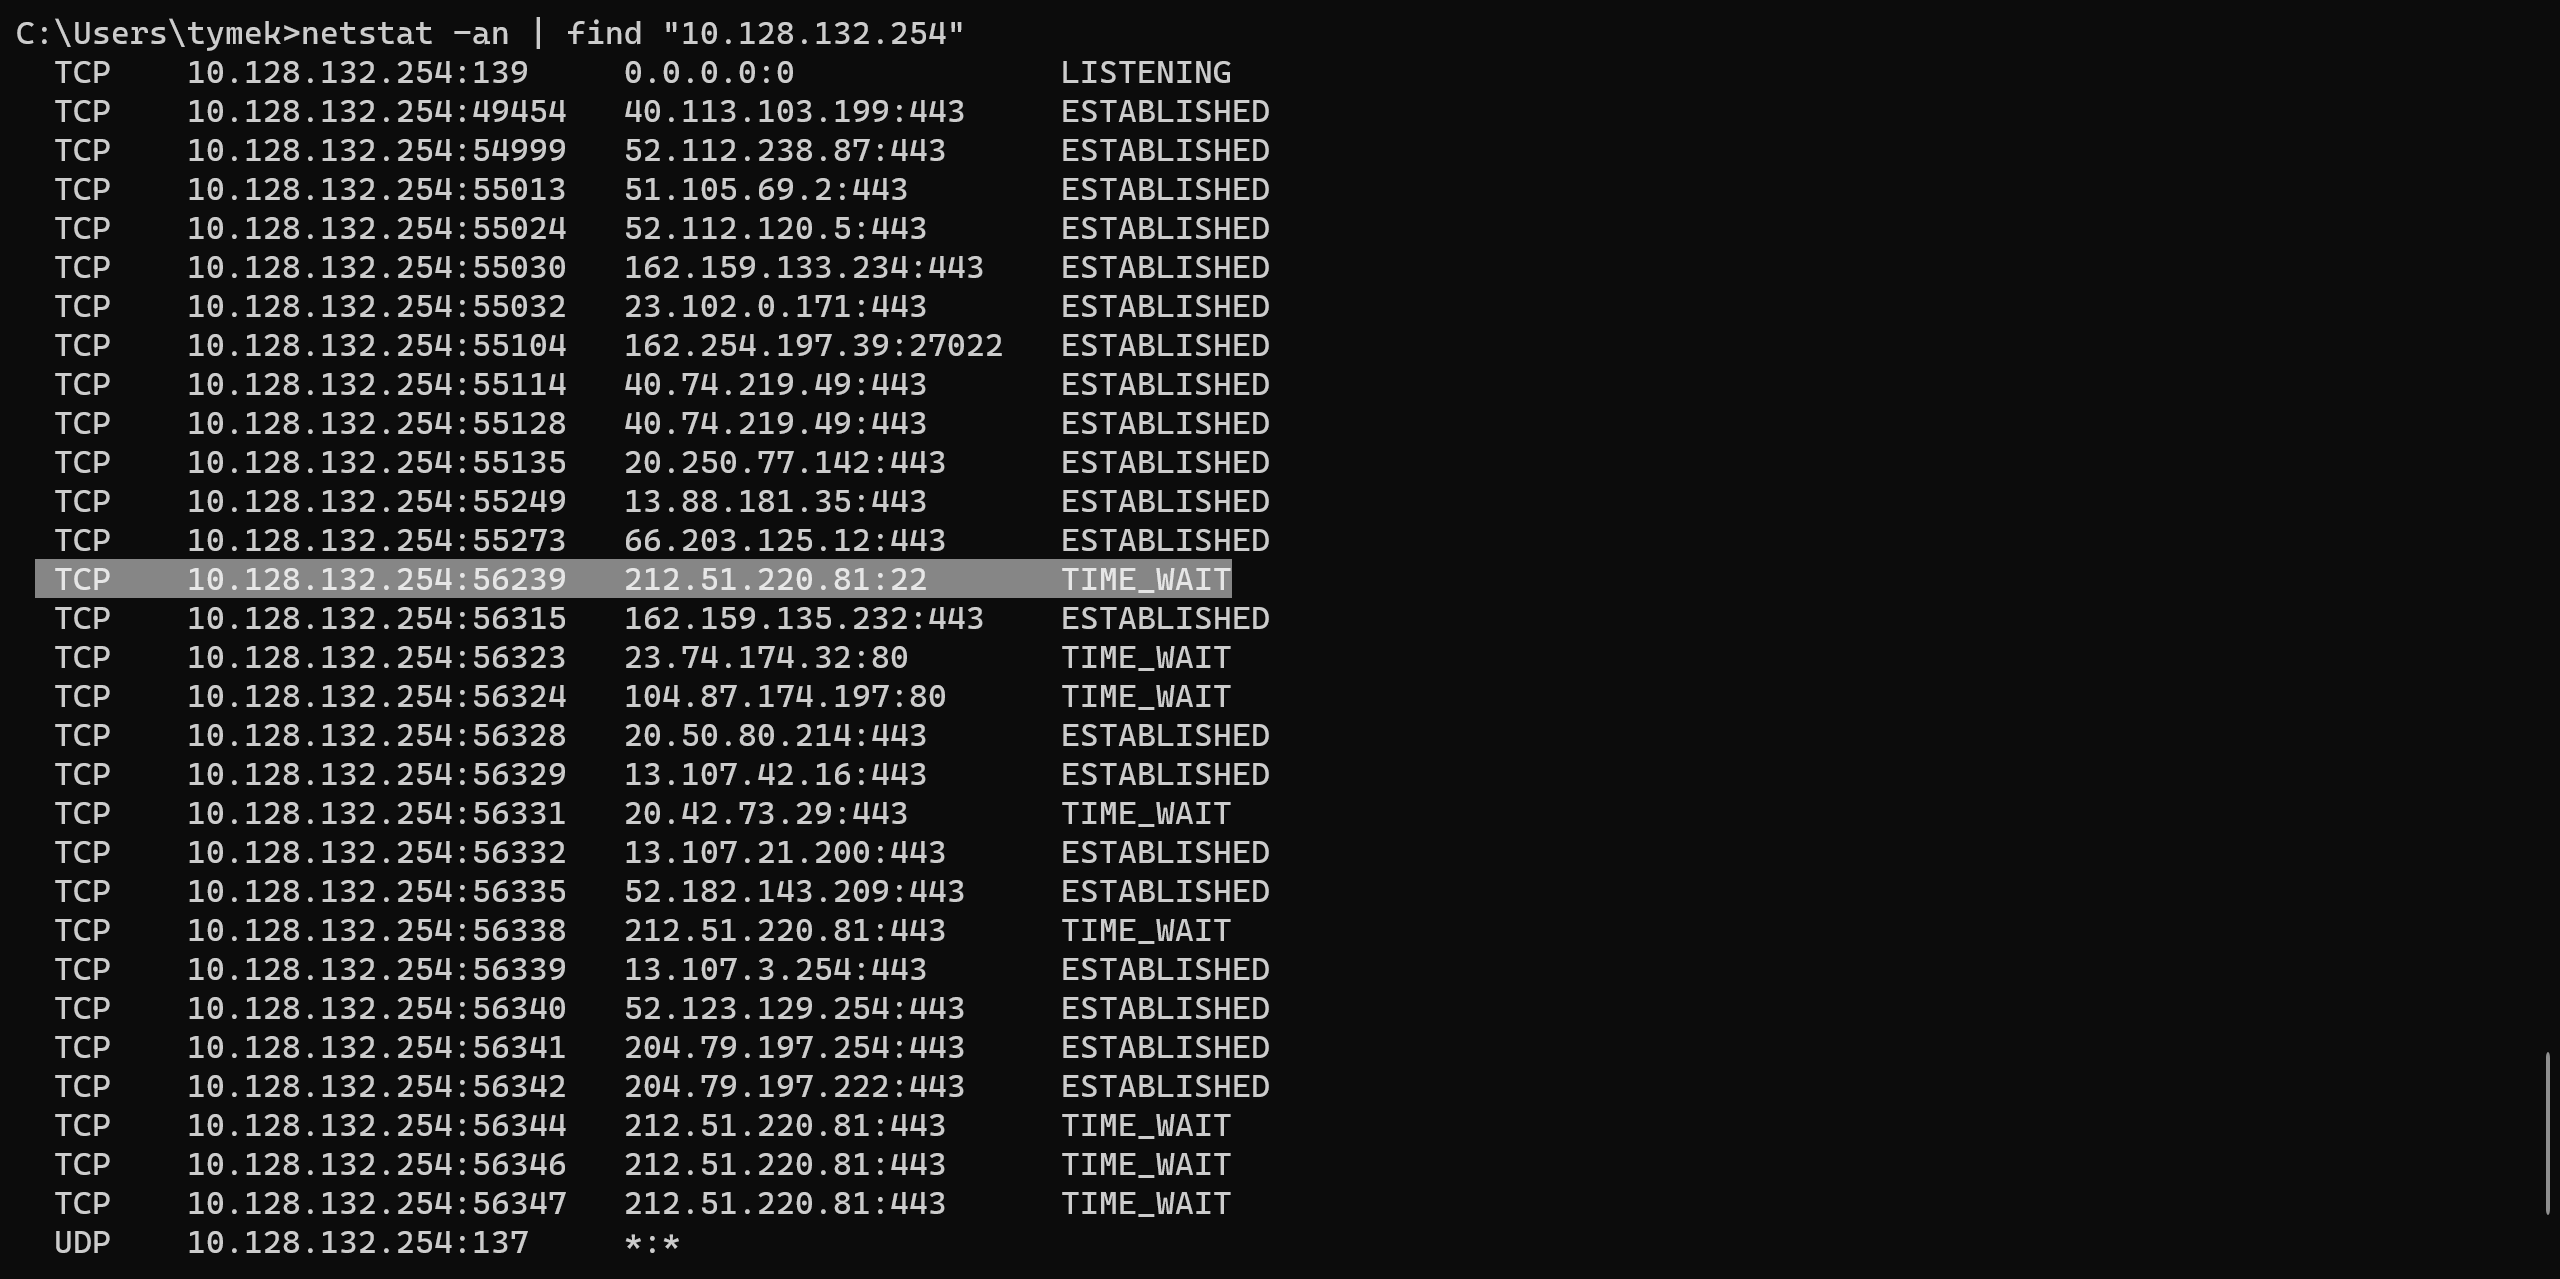 C:\Users\tymek>netstat -an | find "10.128.132.254"
  TCP    10.128.132.254:139     0.0.0.0:0              LISTENING
  TCP    10.128.132.254:49454   40.113.103.199:443     ESTABLISHED
  TCP    10.128.132.254:54999   52.112.238.87:443      ESTABLISHED
  TCP    10.128.132.254:55013   51.105.69.2:443        ESTABLISHED
  TCP    10.128.132.254:55024   52.112.120.5:443       ESTABLISHED
  TCP    10.128.132.254:55030   162.159.133.234:443    ESTABLISHED
  TCP    10.128.132.254:55032   23.102.0.171:443       ESTABLISHED
  TCP    10.128.132.254:55104   162.254.197.39:27022   ESTABLISHED
  TCP    10.128.132.254:55114   40.74.219.49:443       ESTABLISHED
  TCP    10.128.132.254:55128   40.74.219.49:443       ESTABLISHED
  TCP    10.128.132.254:55135   20.250.77.142:443      ESTABLISHED
  TCP    10.128.132.254:55249   13.88.181.35:443       ESTABLISHED
  TCP    10.128.132.254:55273   66.203.125.12:443      ESTABLISHED
  TCP    10.128.132.254:56239   212.51.220.81:22       TIME_WAIT
  TCP    10.128.132.254:56315   162.159.135.232:443    ESTABLISHED
  TCP    10.128.132.254:56323   23.74.174.32:80        TIME_WAIT
  TCP    10.128.132.254:56324   104.87.174.197:80      TIME_WAIT
  TCP    10.128.132.254:56328   20.50.80.214:443       ESTABLISHED
  TCP    10.128.132.254:56329   13.107.42.16:443       ESTABLISHED
  TCP    10.128.132.254:56331   20.42.73.29:443        TIME_WAIT
  TCP    10.128.132.254:56332   13.107.21.200:443      ESTABLISHED
  TCP    10.128.132.254:56335   52.182.143.209:443     ESTABLISHED
  TCP    10.128.132.254:56338   212.51.220.81:443      TIME_WAIT
  TCP    10.128.132.254:56339   13.107.3.254:443       ESTABLISHED
  TCP    10.128.132.254:56340   52.123.129.254:443     ESTABLISHED
  TCP    10.128.132.254:56341   204.79.197.254:443     ESTABLISHED
  TCP    10.128.132.254:56342   204.79.197.222:443     ESTABLISHED
  TCP    10.128.132.254:56344   212.51.220.81:443      TIME_WAIT
  TCP    10.128.132.254:56346   212.51.220.81:443      TIME_WAIT
  TCP    10.128.132.254:56347   212.51.220.81:443      TIME_WAIT
  UDP    10.128.132.254:137     *:*